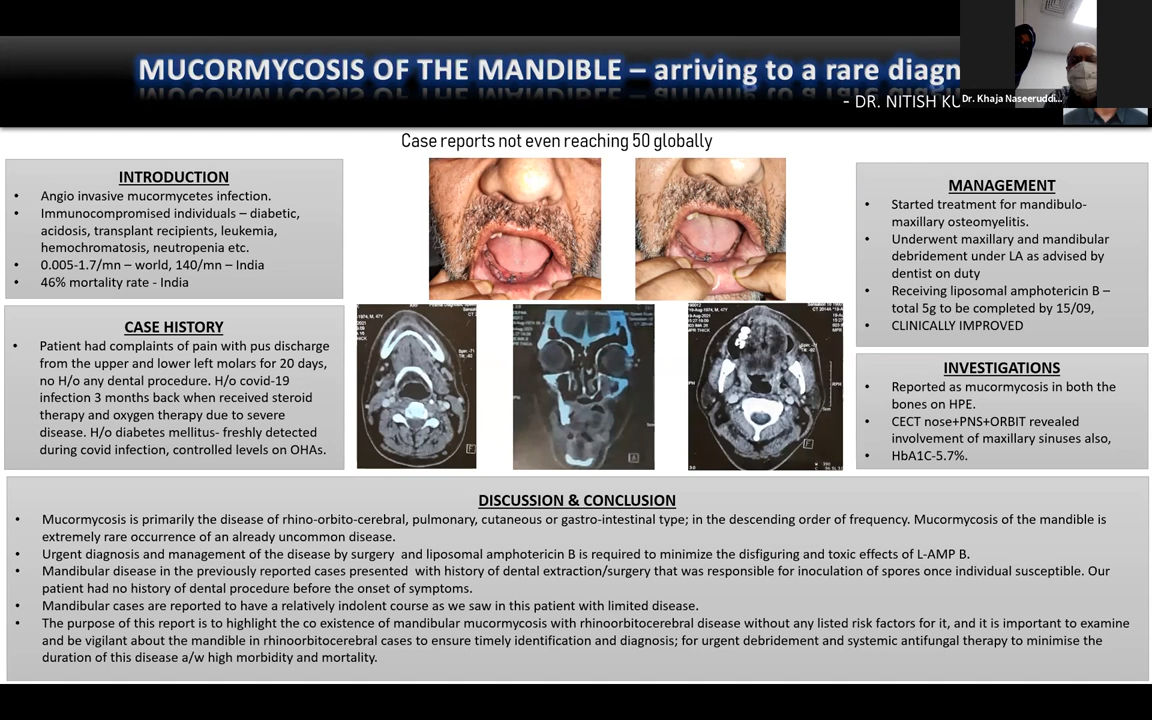 MUCORMYCOSIS OF THE MANDIBLE – arriving to a rare diagn
- DR. NITISH KU
Dr. Khaja Naseeruddi...
Case reports not even reaching 50 globally
INTRODUCTION
• Angio invasive mucormycetes infection.
• Immunocompromised individuals – diabetic,
acidosis, transplant recipients, leukemia,
hemochromatosis, neutropenia etc.
• 0.005-1.7/mn – world, 140/mn – India
• 46% mortality rate - India
CASE HISTORY
• Patient had complaints of pain with pus discharge
from the upper and lower left molars for 20 days,
no H/o any dental procedure. H/o covid-19
infection 3 months back when received steroid
therapy and oxygen therapy due to severe
disease. H/o diabetes mellitus- freshly detected
during covid infection, controlled levels on OHAs.
MANAGEMENT
• Started treatment for mandibulo-
maxillary osteomyelitis.
• Underwent maxillary and mandibular
debridement under LA as advised by
dentist on duty
• Receiving liposomal amphotericin B –
total 5g to be completed by 15/09,
• CLINICALLY IMPROVED
INVESTIGATIONS
• Reported as mucormycosis in both the
bones on HPE.
• CECT nose+PNS+ORBIT revealed
involvement of maxillary sinuses also,
• HbA1C-5.7%.
DISCUSSION & CONCLUSION
• Mucormycosis is primarily the disease of rhino-orbito-cerebral, pulmonary, cutaneous or gastro-intestinal type; in the descending order of frequency. Mucormycosis of the mandible is
extremely rare occurrence of an already uncommon disease.
• Urgent diagnosis and management of the disease by surgery and liposomal amphotericin B is required to minimize the disfiguring and toxic effects of L-AMP B.
• Mandibular disease in the previously reported cases presented with history of dental extraction/surgery that was responsible for inoculation of spores once individual susceptible. Our
patient had no history of dental procedure before the onset of symptoms.
• Mandibular cases are reported to have a relatively indolent course as we saw in this patient with limited disease.
• The purpose of this report is to highlight the co existence of mandibular mucormycosis with rhinoorbitocerebral disease without any listed risk factors for it, and it is important to examine
and be vigilant about the mandible in rhinoorbitocerebral cases to ensure timely identification and diagnosis; for urgent debridement and systemic antifungal therapy to minimise the
duration of this disease a/w high morbidity and mortality.